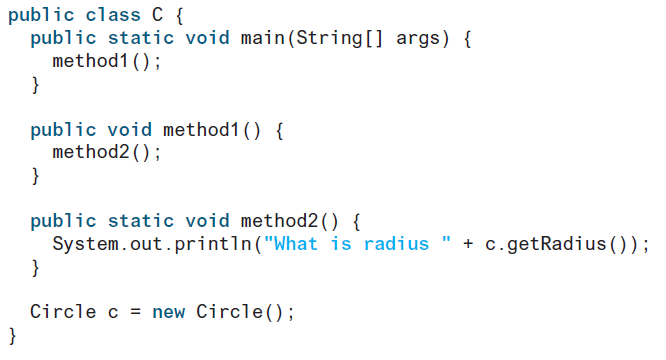 public class C {
  public static void main(String[] args) {
    method1();
  }

  public void method1() {
    method2();
  }

  public static void method2() {
    System.out.println("What is radius " + c.getRadius());
  }

  Circle c = new Circle();
}